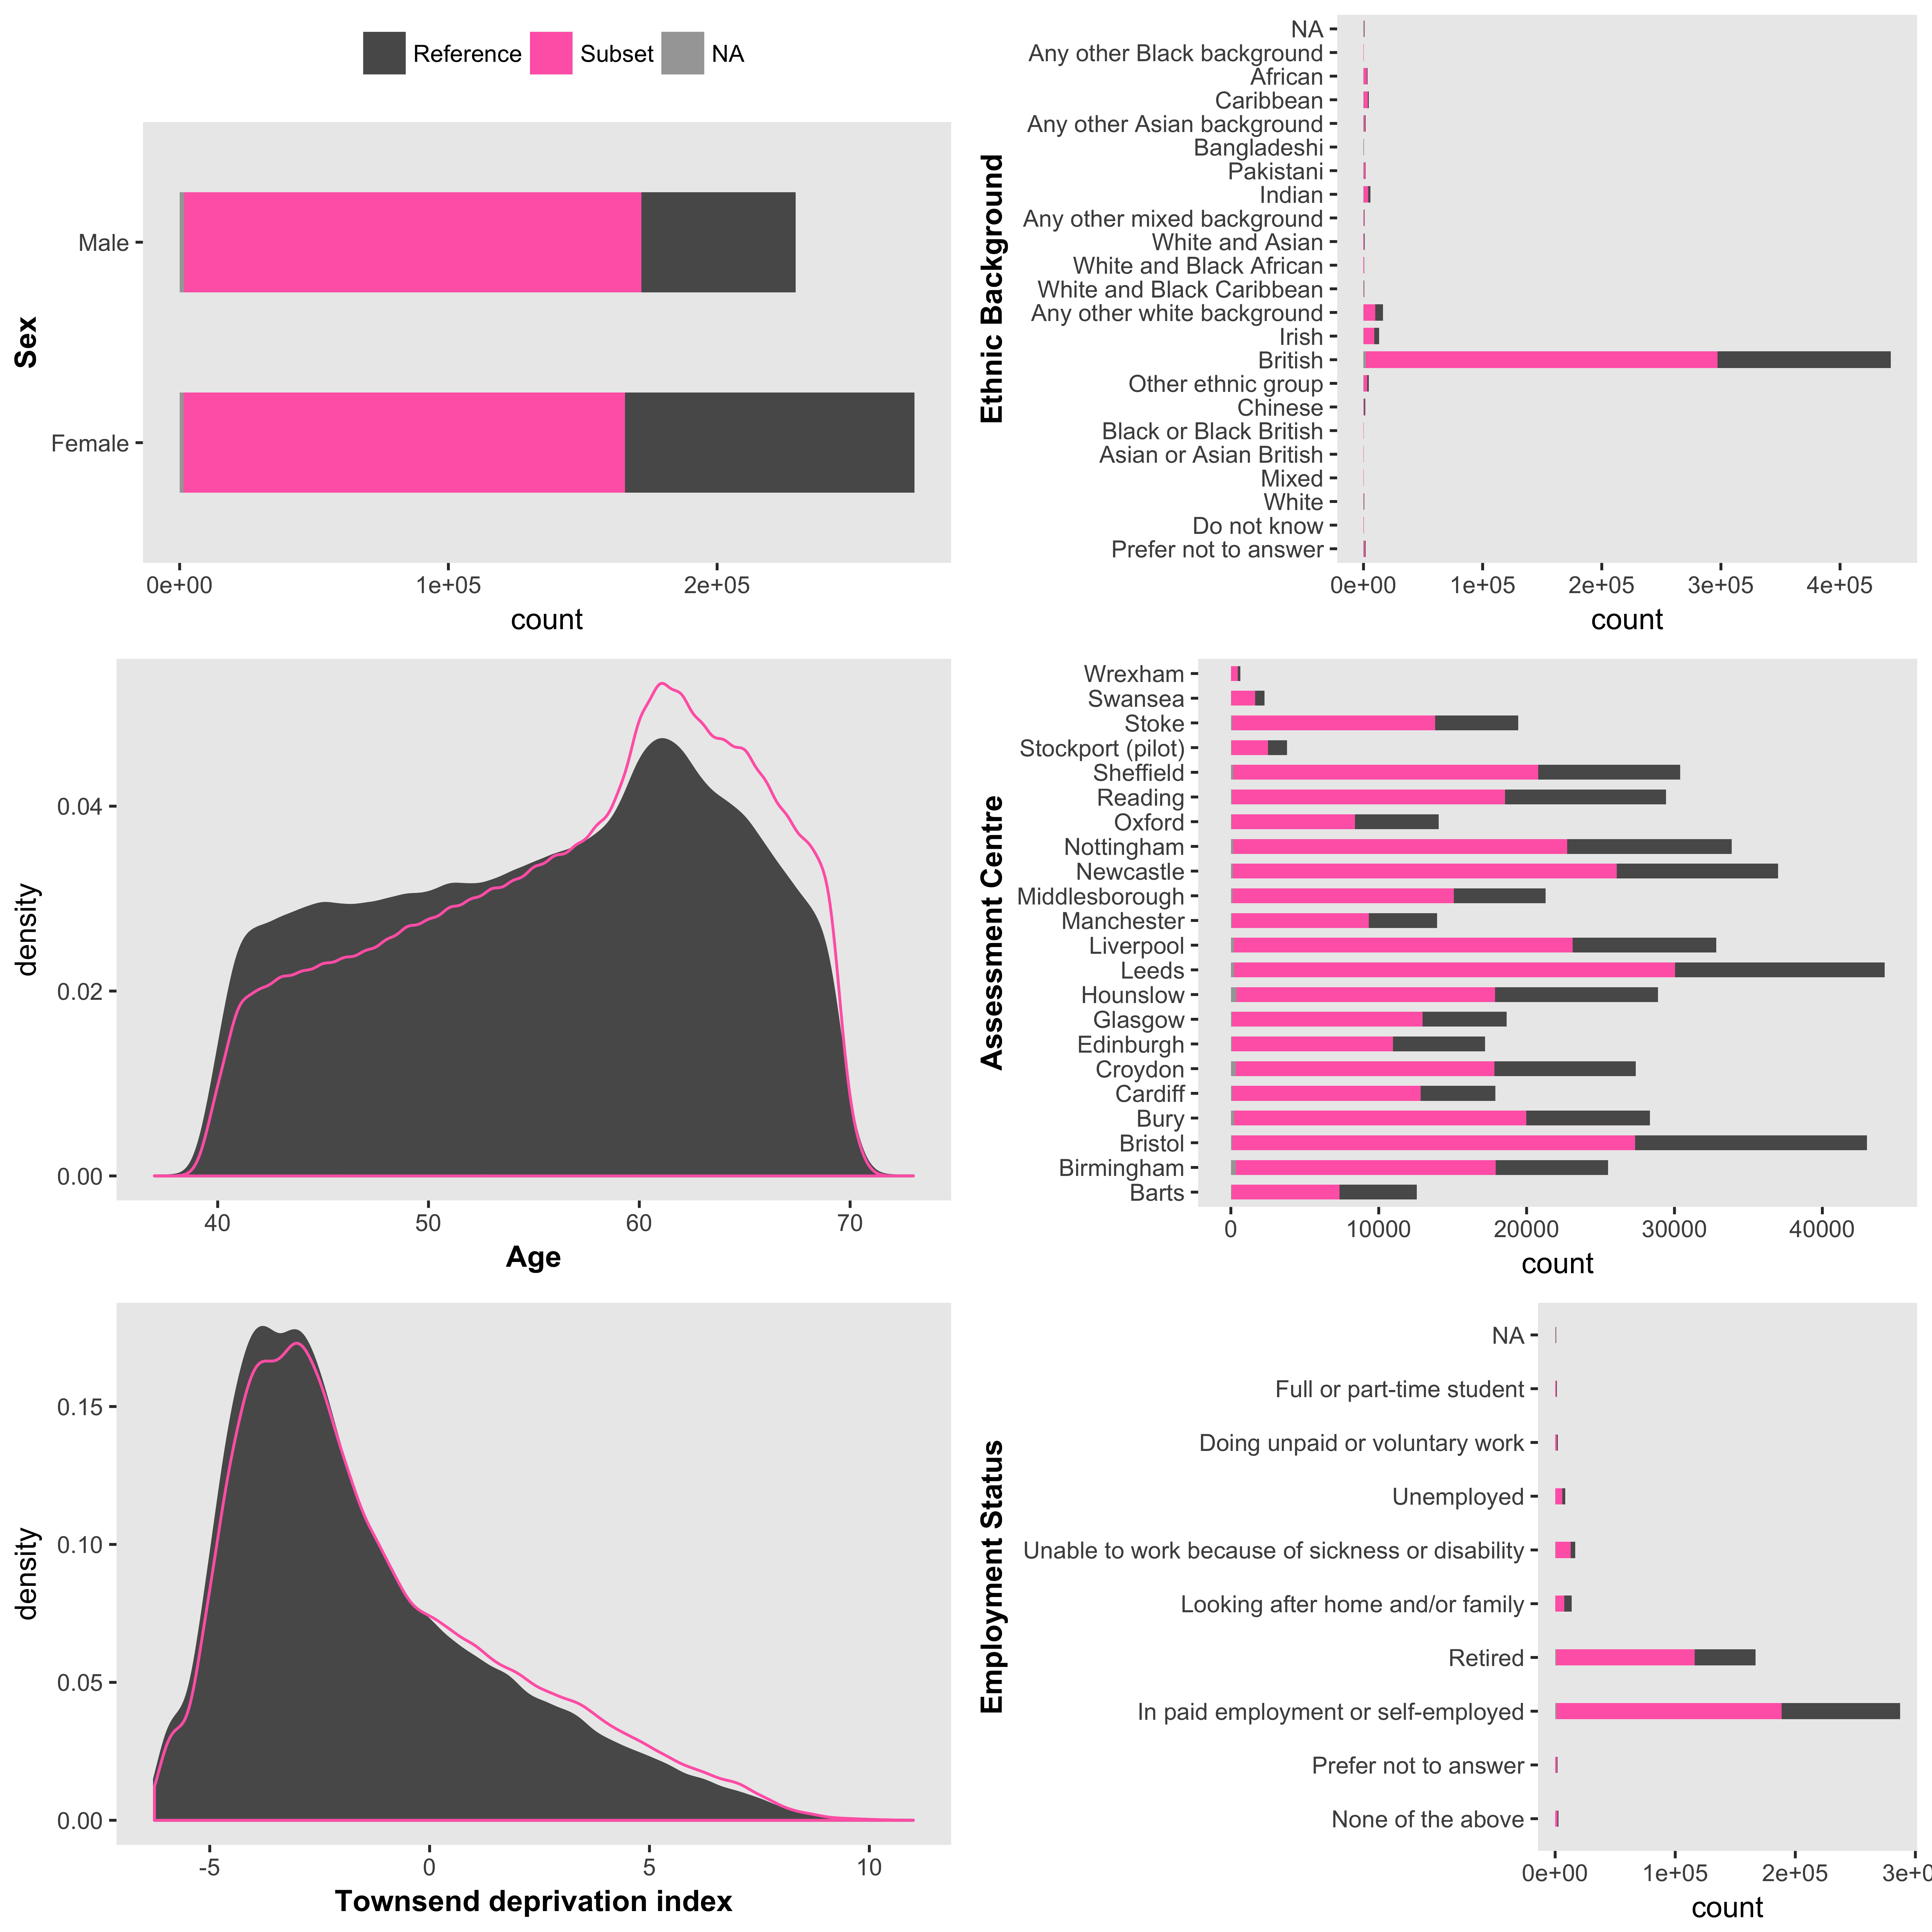 Reference Subset NA
Sex
Male
Female
0e+00 1e+05 2e+05
count
Ethnic Background
NA
Any other Black background
African
Caribbean
Any other Asian background
Bangladeshi
Pakistani
Indian
Any other mixed background
White and Asian
White and Black African
White and Black Caribbean
Any other white background
Irish
British
Other ethnic group
Chinese
Black or Black British
Asian or Asian British
Mixed
White
Do not know
Prefer not to answer
0e+00 1e+05 2e+05 3e+05 4e+05
count
density
0.04
0.02
0.00
40 50 60 70
Age
Assessment Centre
Wrexham
Swansea
Stoke
Stockport (pilot)
Sheffield
Reading
Oxford
Nottingham
Newcastle
Middlesborough
Manchester
Liverpool
Leeds
Hounslow
Glasgow
Edinburgh
Croydon
Cardiff
Bury
Bristol
Birmingham
Barts
0 10000 20000 30000 40000
count
density
0.15
0.10
0.05
0.00
-5 0 5 10
Townsend deprivation index
Employment Status
NA
Full or part-time student
Doing unpaid or voluntary work
Unemployed
Unable to work because of sickness or disability
Looking after home and/or family
Retired
In paid employment or self-employed
Prefer not to answer
None of the above
0e+00 1e+05 2e+05 3e+0
count